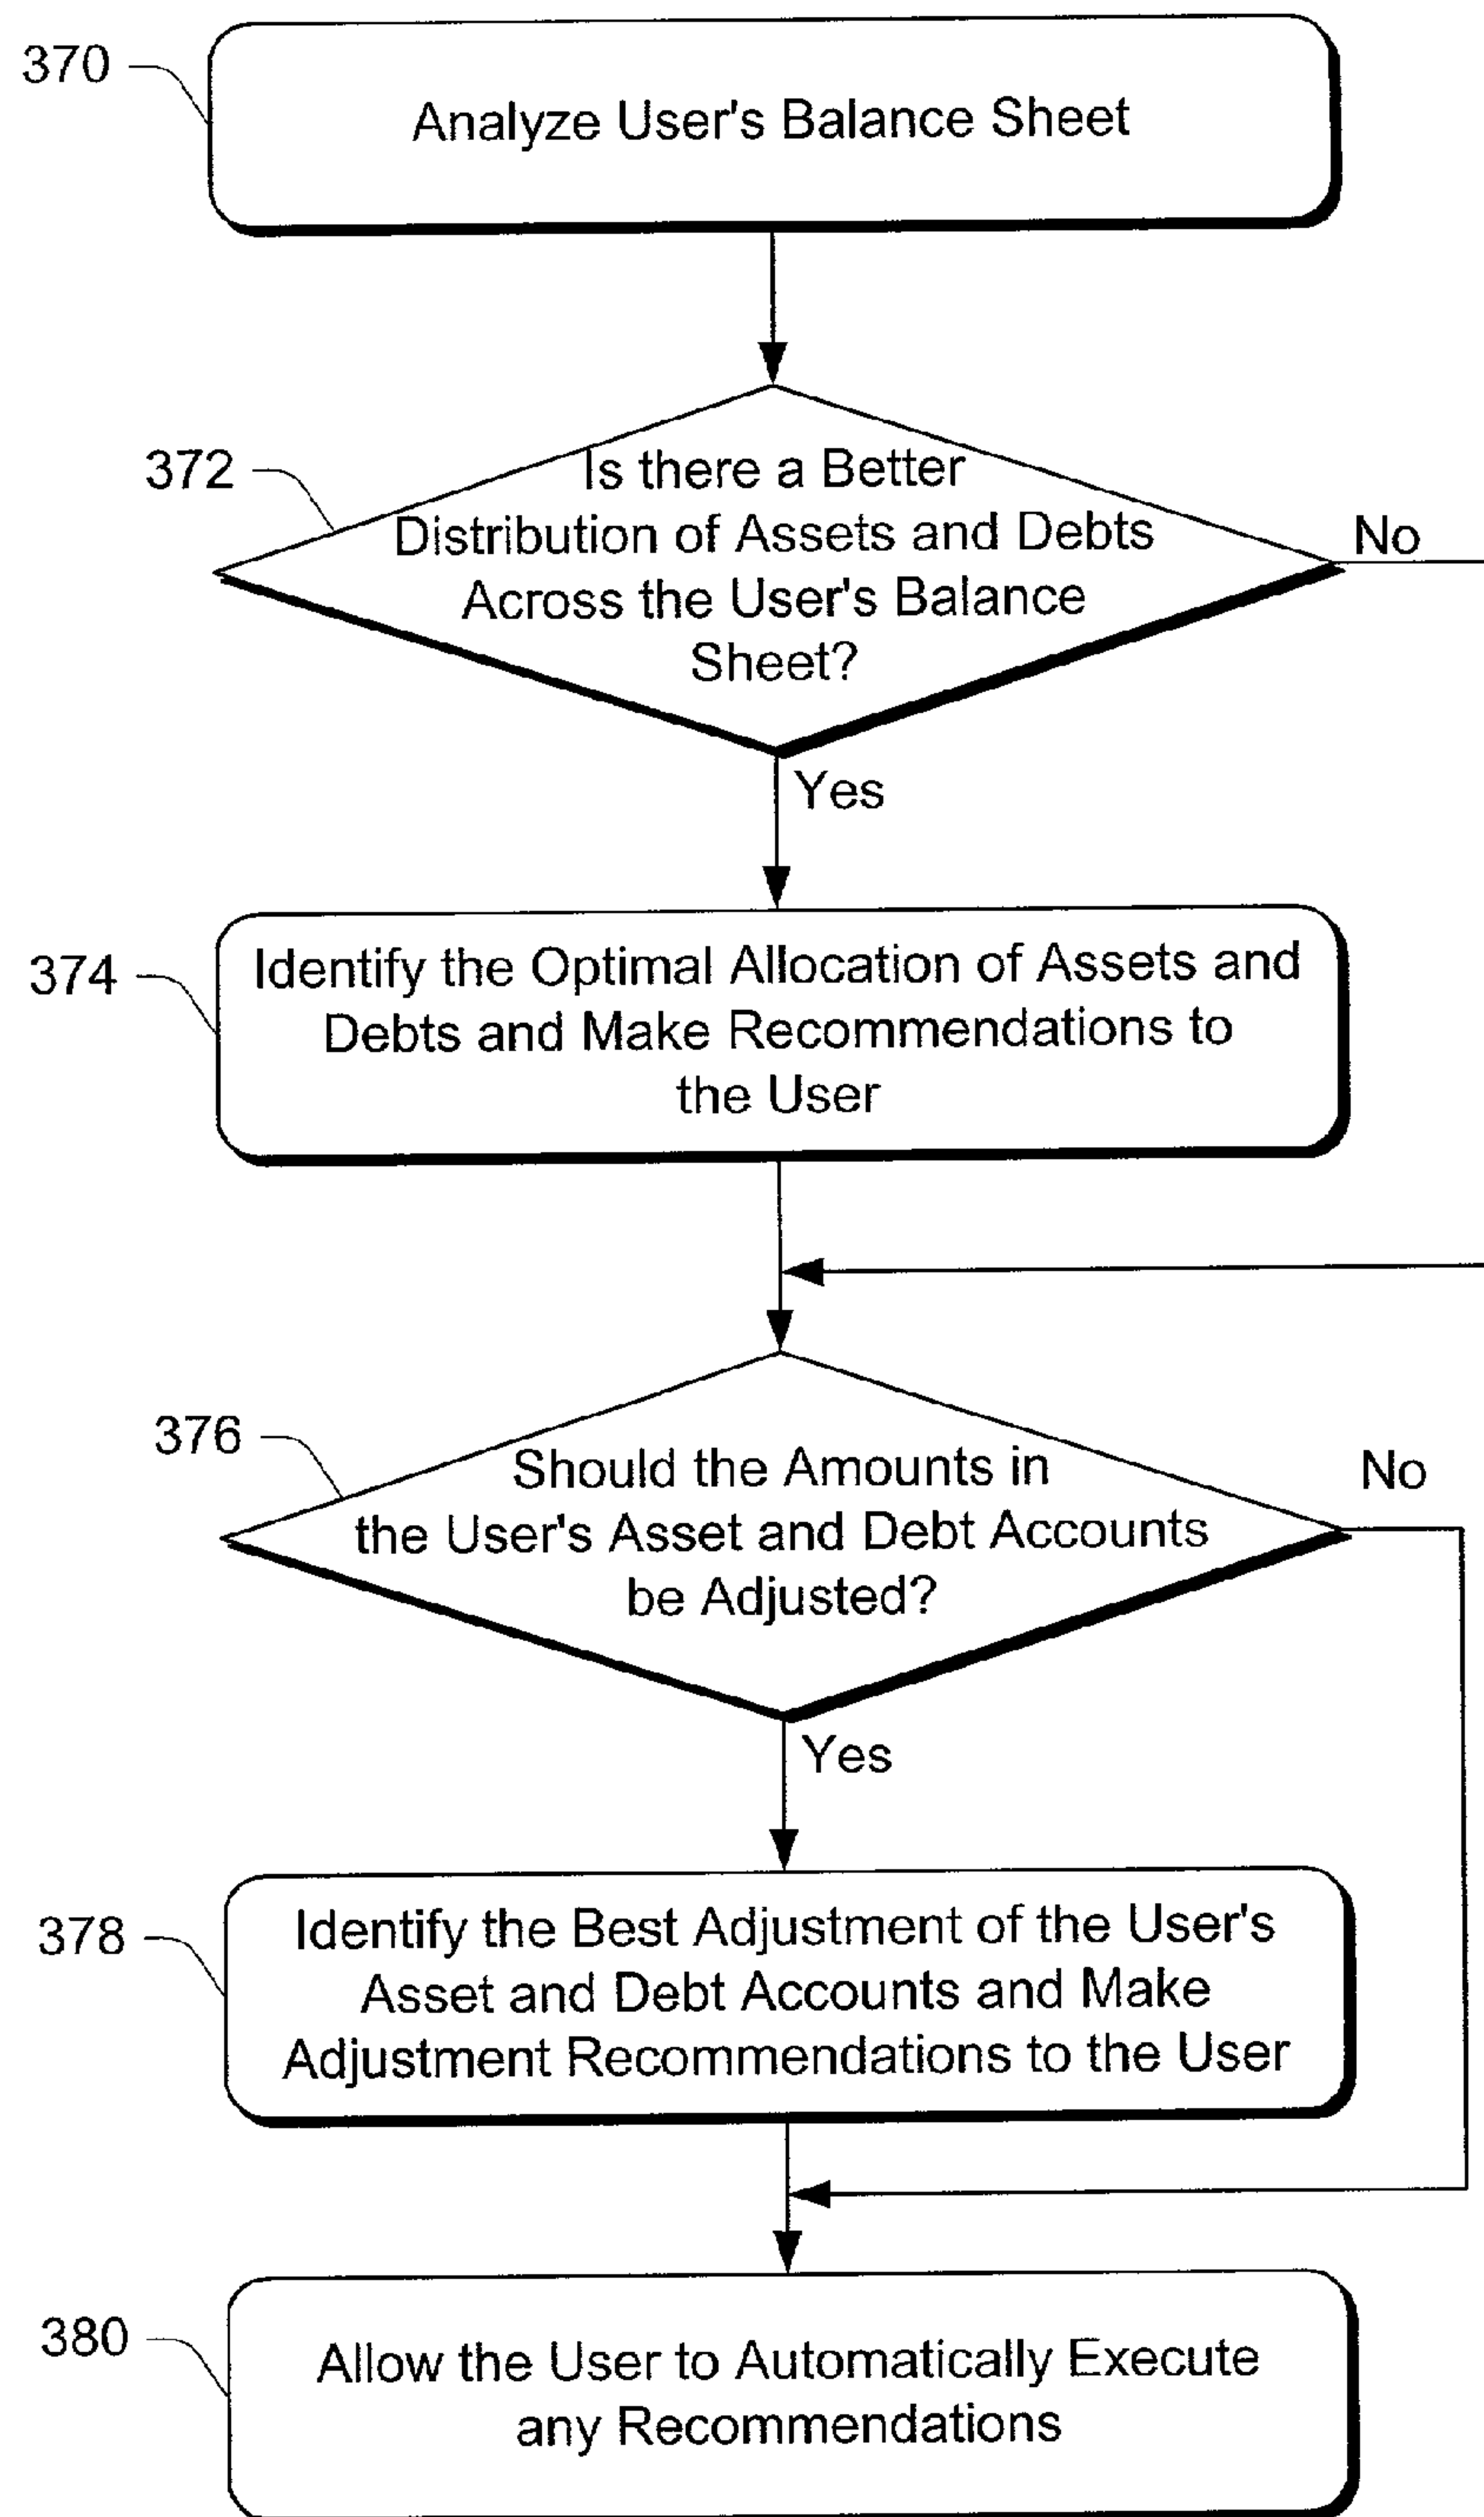 370
Analyze User's Balance Sheet
372
Is there a Better
Distribution of Assets and Debts
Across the User's Balance
Sheet?
No
Yes
374
Identify the Optimal Allocation of Assets and
Debts and Make Recommendations to
the User
376
Should the Amounts in
the User's Asset and Debt Accounts
be Adjusted?
No
Yes
378
Identify the Best Adjustment of the User's
Asset and Debt Accounts and Make
Adjustment Recommendations to the User
380
Allow the User to Automatically Execute
any Recommendations